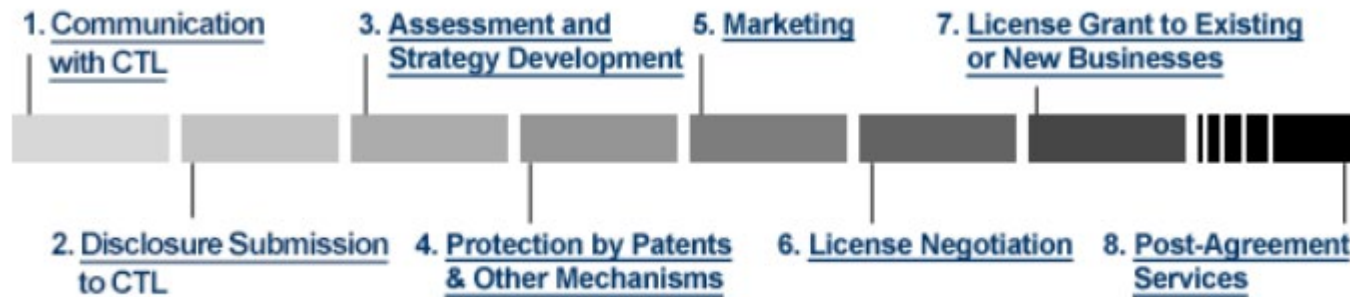 1. Communication
with CTL
3. Assessment and
Strategy Development
5. Marketing
7. License Grant to Existing
or New Businesses
2. Disclosure Submission
to CTL
4. Protection by Patents
& Other Mechanisms
6. License Negotiation
8. Post-Agreement
Services